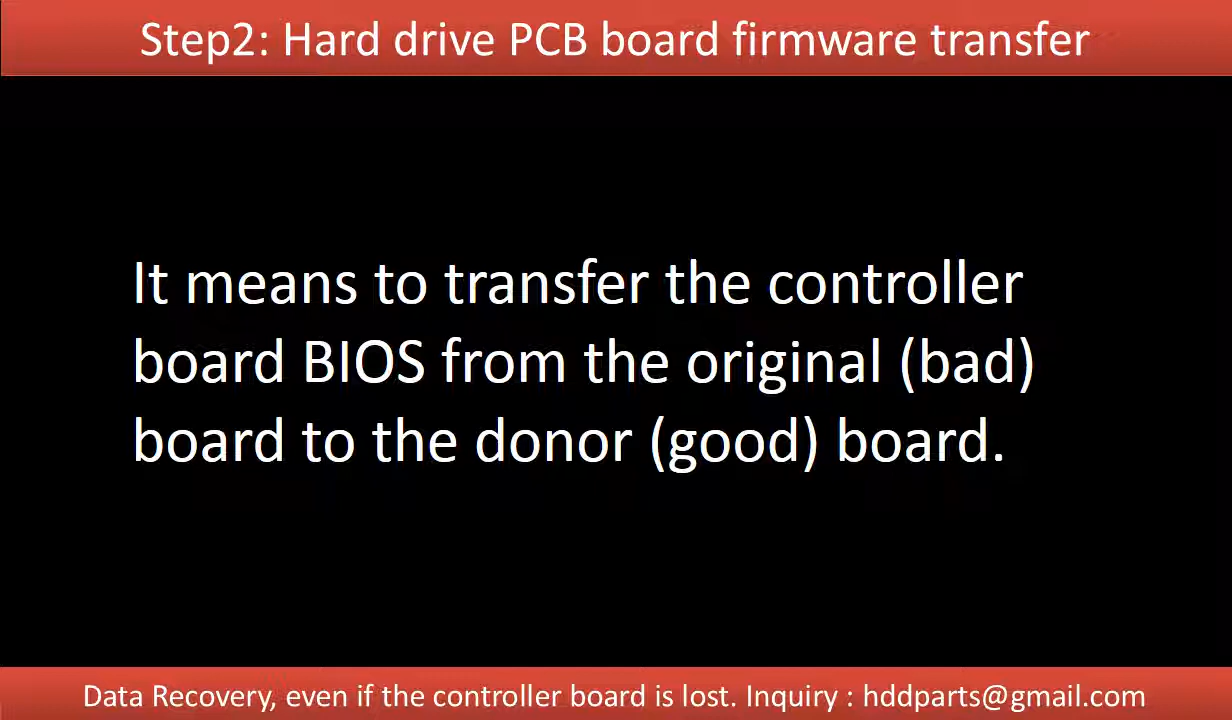 Step2: Hard drive PCB board firmware transfer
It means to transfer the controller
board BIOS from the original (bad)
board to the donor (good) board.
Data Recovery, even if the controller board is lost. Inquiry : hddparts@gmail.com